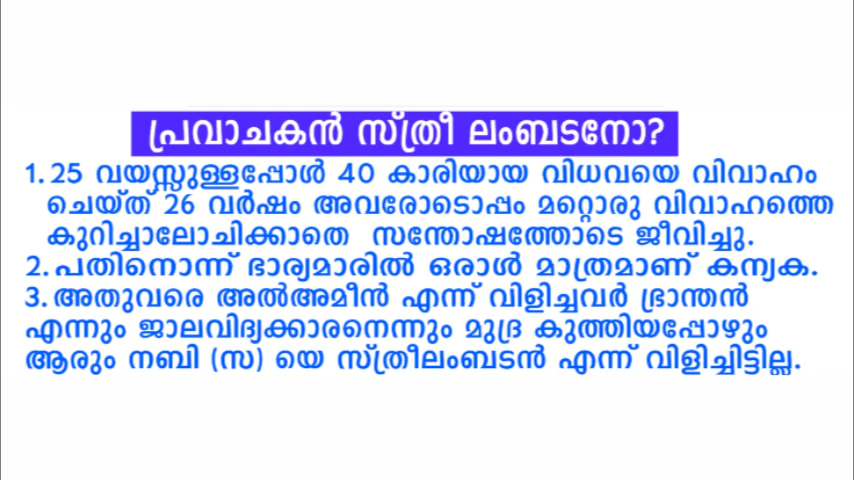 പ്രവാചകൻ സ്ത്രീ ലംബടനോ?
1. 25 വയസ്സുള്ളപ്പോൾ 40 കാരിയായ വിധവയെ വിവാഹം
ചെയ്ത് 26 വർഷം അവരോടൊപ്പം മറ്റൊരു വിവാഹത്തെ
കുറിച്ചാലോചിക്കാതെ സന്തോഷത്തോടെ ജീവിച്ചു.
2. പതിനൊന്ന് ഭാര്യമാരിൽ ഒരാൾ മാത്രമാണ് കന്യക.
3. അതുവരെ അൽഅമീൻ എന്ന് വിളിച്ചവർ ഭ്രാന്തൻ
എന്നും ജാലവിദ്യക്കാരനെന്നും മുദ്ര കുത്തിയപ്പോഴും
ആരും നബി (സ) യെ സ്ത്രീലംബടൻ എന്ന് വിളിച്ചിട്ടില്ല.